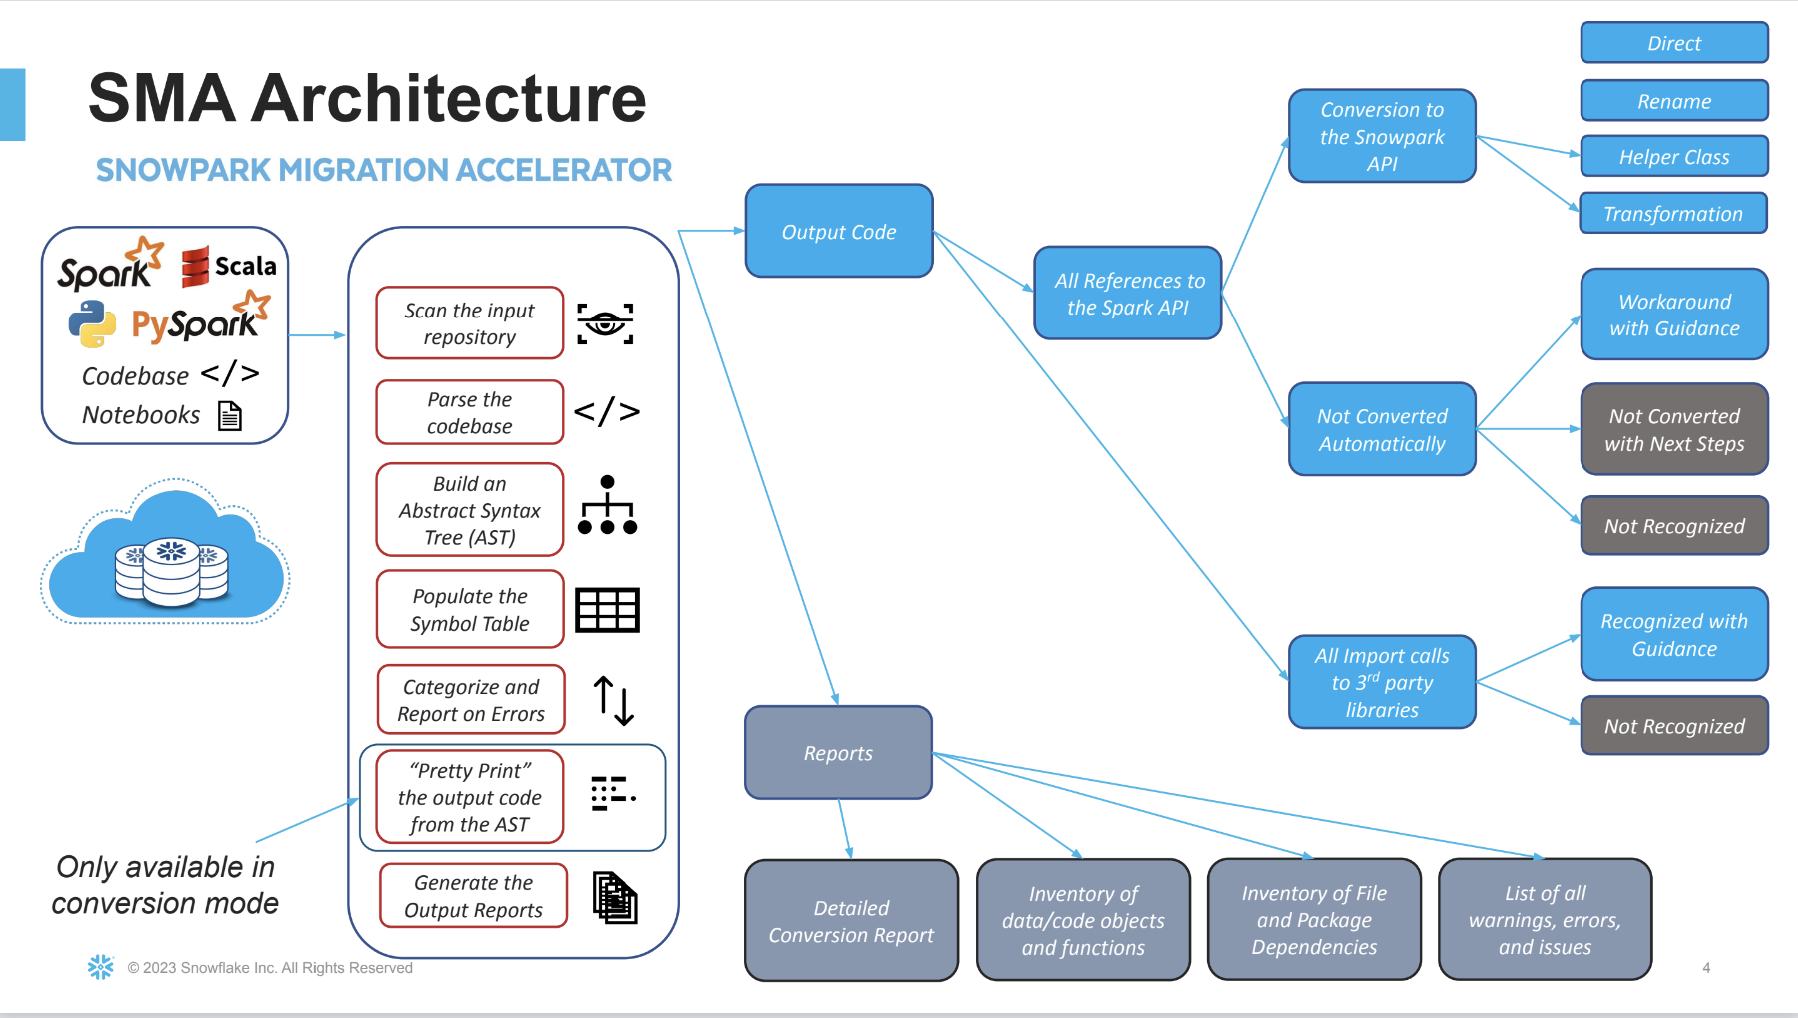 SMA Architecture
SNOWPARK MIGRATION ACCELERATOR
Spark
Scala
PySpark
Codebase </>
Notebooks
Only available in
conversion mode
Scan the input
repository
Parse the
codebase
</>
Build an
Abstract Syntax
Tree (AST)
Populate the
Symbol Table
Categorize and
Report on Errors
“Pretty Print”
the output code
from the AST
Generate the
Output Reports
Output Code
All References to
the Spark API
Conversion to
the Snowpark
API
Direct
Rename
Helper Class
Transformation
Not Converted
Automatically
Workaround
with Guidance
Not Converted
with Next Steps
Not Recognized
All Import calls
to 3rd party
libraries
Recognized with
Guidance
Not Recognized
Reports
Detailed
Conversion Report
Inventory of
data/code objects
and functions
Inventory of File
and Package
Dependencies
List of all
warnings, errors,
and issues
© 2023 Snowflake Inc. All Rights Reserved
4